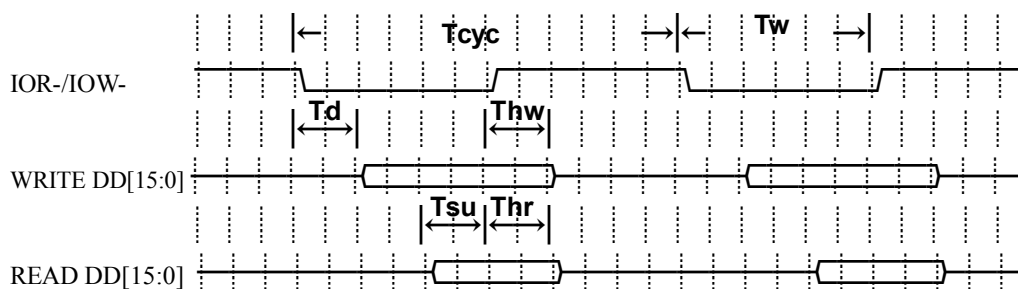 Tcyc Tw
IOR-/IOW-
Td Thw
WRITE DD[15:0]
Tsu Thr
READ DD[15:0]